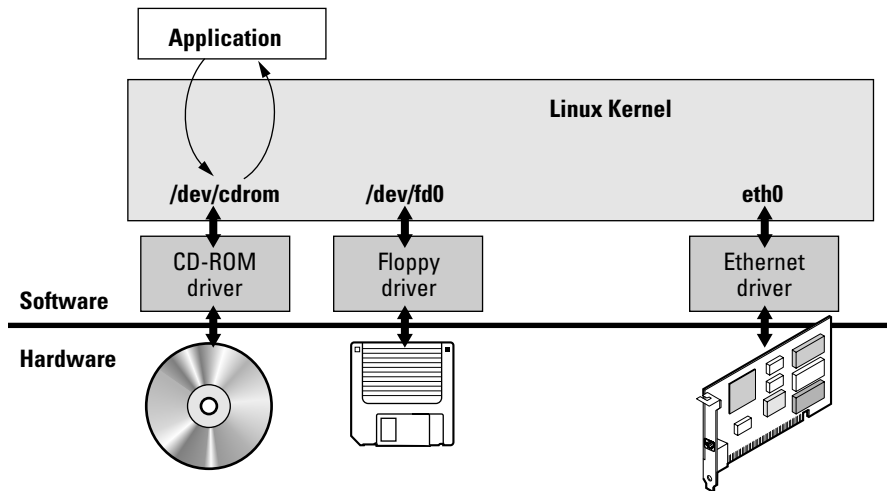 Application
Linux Kernel
/dev/cdrom
/dev/fd0
eth0
CD-ROM
driver
Floppy
driver
Ethernet
driver
Software
Hardware